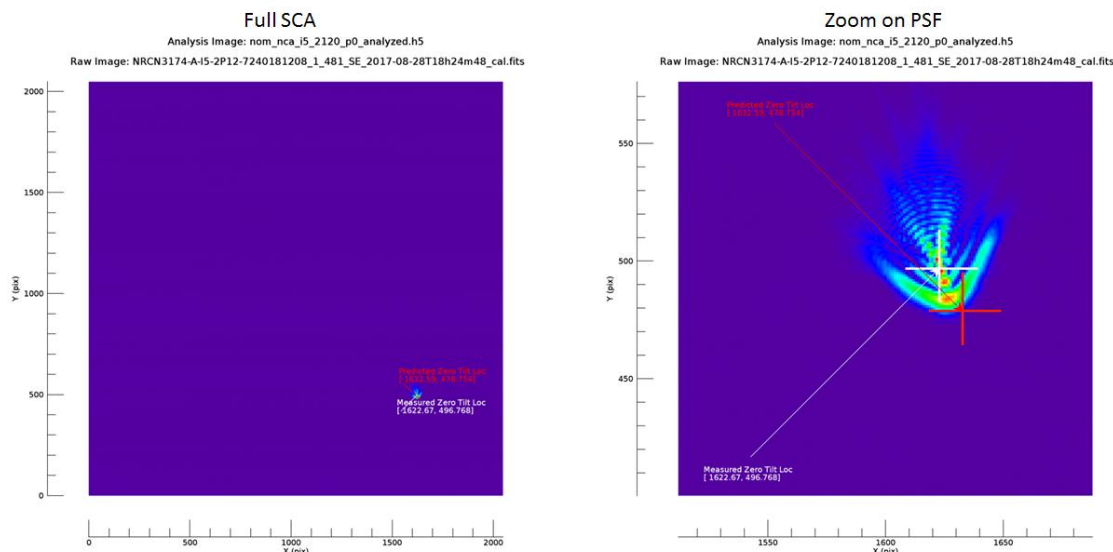 Full SCA
Analysis Image: nom_nca_i5_2120_p0_analyzed.h5
Raw Image: NRCN3174-A-I5-2P12-7240181208_1_481_SE_2017-08-28T18h24m48_cal.fits
2000
1500
1000
500
0
Y (pix)
Predicted Zero Tilt Loc
[ 1632.59, 478.754]
Measured Zero Tilt Loc
[ 1622.67, 496.768]
0
500
1000
1500
2000
X (pix)
Zoom on PSF
Analysis Image: nom_nca_i5_2120_p0_analyzed.h5
Raw Image: NRCN3174-A-I5-2P12-7240181208_1_481_SE_2017-08-28T18h24m48_cal.fits
550
500
450
Y (pix)
Predicted Zero Tilt Loc
[ 1632.59, 478.754]
Measured Zero Tilt Loc
[ 1622.67, 496.768]
1550
1600
1650
X (pix)